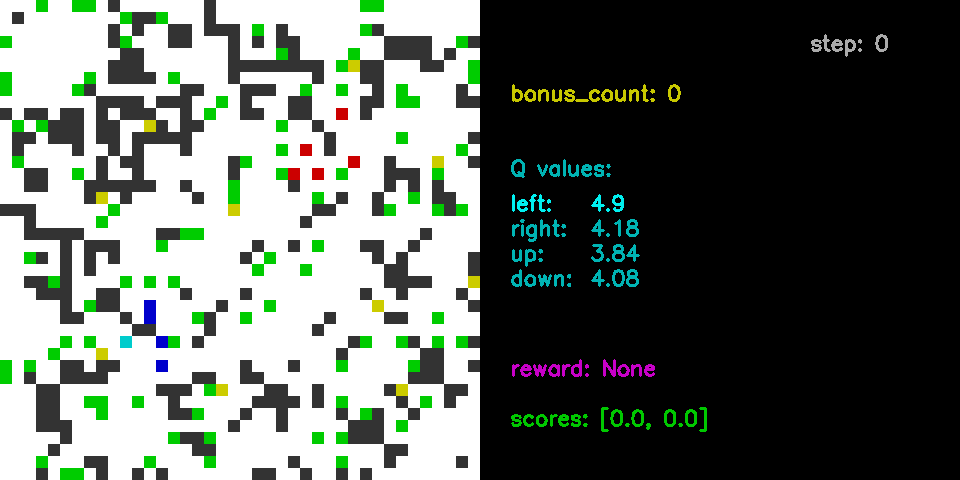 step: 0
bonus_count: 0
Q values:
left: 4.9
right: 4.18
up: 3.84
down: 4.08
reward: None
scores: [0.0, 0.0]